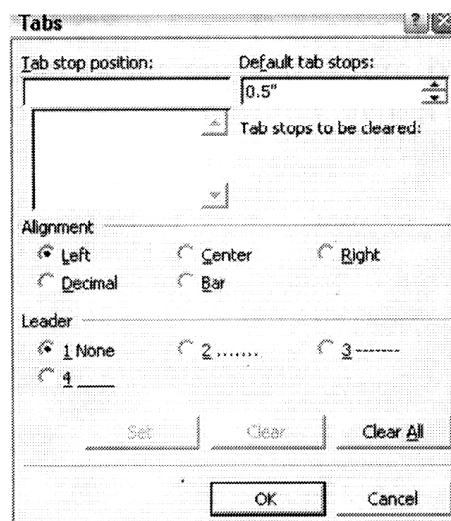 Tabs
Tab stop position: Default tab stops:
0.5"
Tab stops to be cleared:
Alignment
Left Center Right
Decimal Bar
Leader
1 None 2 ....... 3 -------
4 ____
Set Clear Clear All
OK Cancel